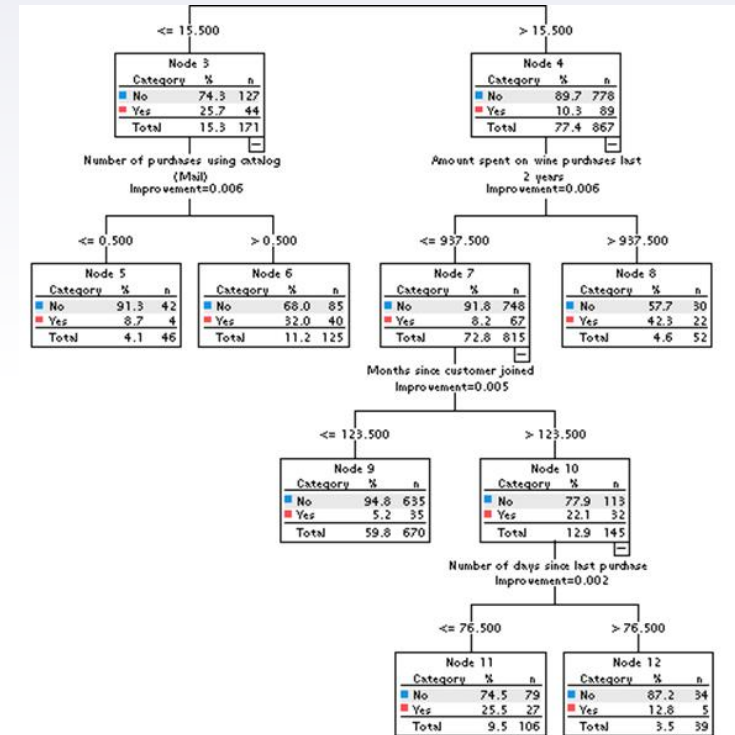 <= 15.500 > 15.500
Node 3
Category % n
No 74.3 127
Yes 25.7 44
Total 15.3 171
Node 4
Category % n
No 89.7 778
Yes 10.3 89
Total 77.4 867
Number of purchases using catalog
(Mail)
Improvement=0.006
Amount spent on wine purchases last
2 years
Improvement=0.006
<= 0.500 > 0.500
<= 937.500 > 937.500
Node 5
Category % n
No 91.3 42
Yes 8.7 4
Total 4.1 46
Node 6
Category % n
No 68.0 85
Yes 32.0 40
Total 11.2 125
Node 7
Category % n
No 91.8 748
Yes 8.2 67
Total 72.8 815
Node 8
Category % n
No 57.7 30
Yes 42.3 22
Total 4.6 52
Months since customer joined
Improvement=0.005
<= 123.500 > 123.500
Node 9
Category % n
No 94.8 635
Yes 5.2 35
Total 59.8 670
Node 10
Category % n
No 77.9 113
Yes 22.1 32
Total 12.9 145
Number of days since last purchase
Improvement=0.002
<= 76.500 > 76.500
Node 11
Category % n
No 74.5 79
Yes 25.5 27
Total 9.5 106
Node 12
Category % n
No 87.2 34
Yes 12.8 5
Total 3.5 39